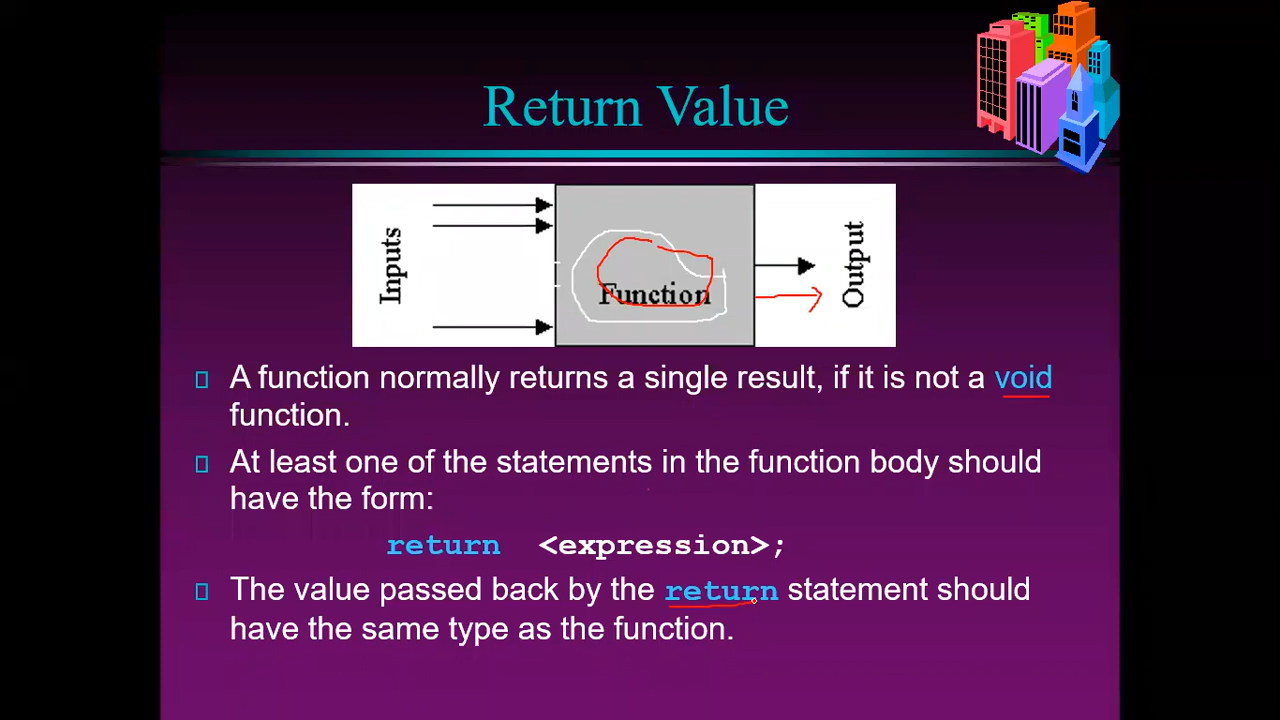 Return Value
Inputs
Function
Output
A function normally returns a single result, if it is not a void
function.
At least one of the statements in the function body should
have the form:
return <expression>;
The value passed back by the return statement should
have the same type as the function.